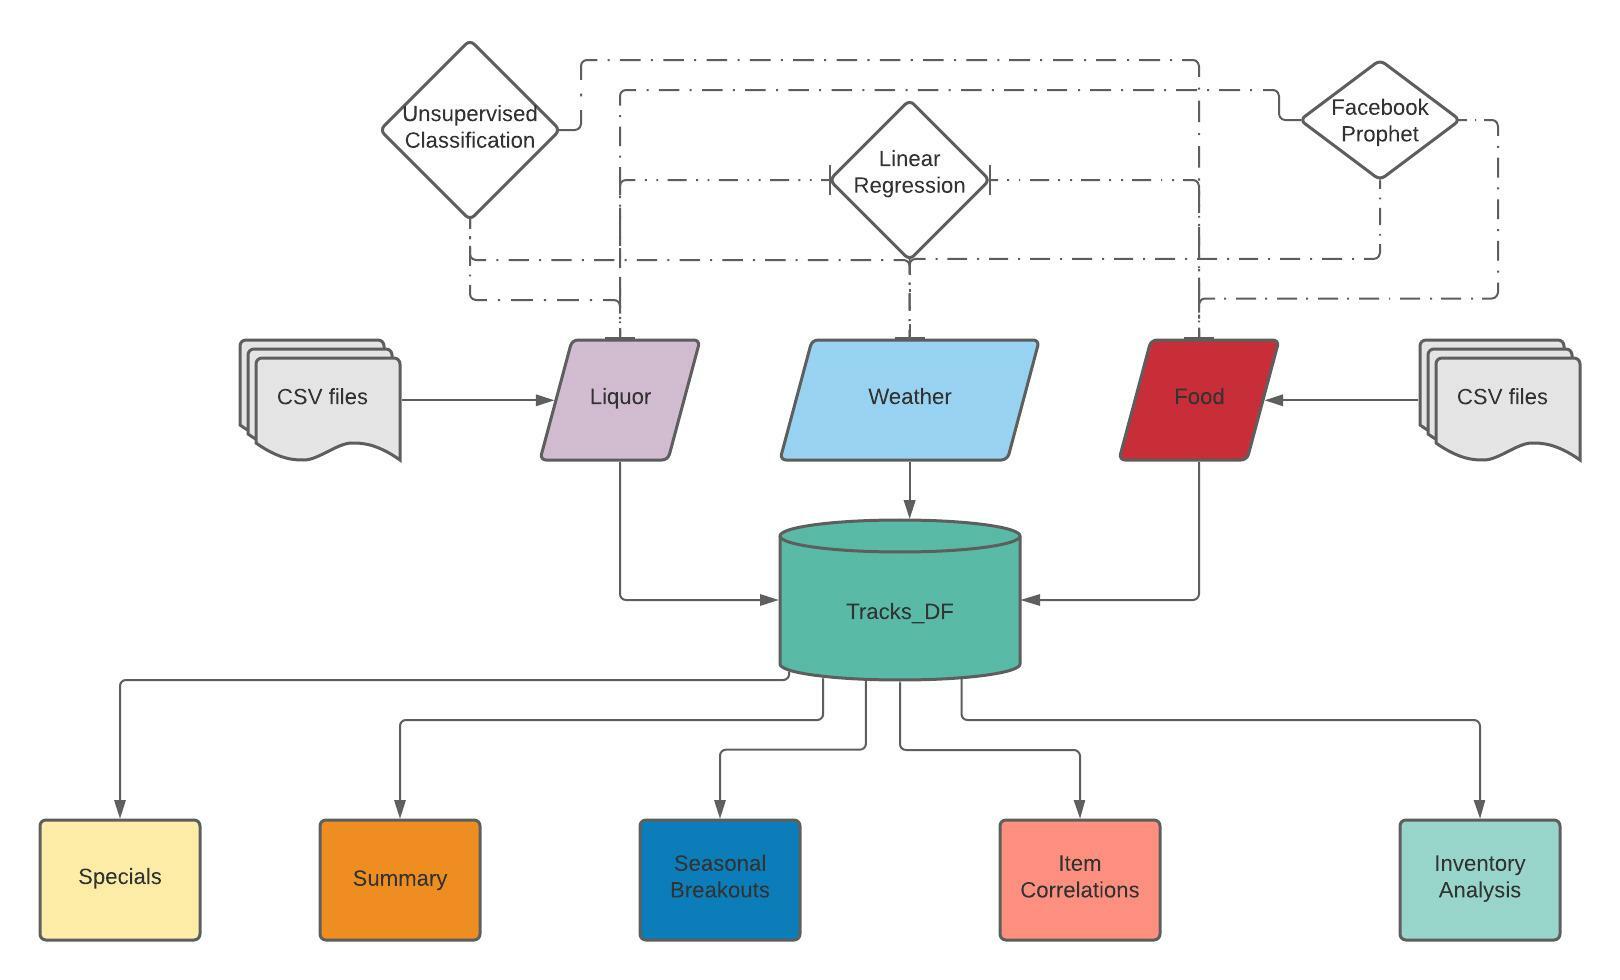 Unsupervised
Classification
Facebook
Prophet
Linear
Regression
CSV files
Liquor
Weather
Food
CSV files
Tracks_DF
Specials
Summary
Seasonal
Breakouts
Item
Correlations
Inventory
Analysis